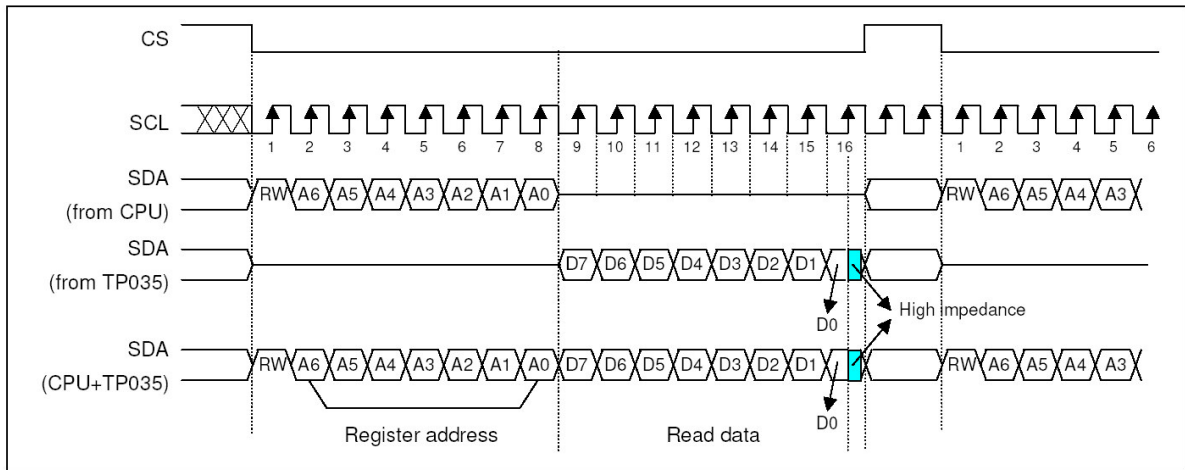 CS
SCL
1 2 3 4 5 6 7 8 9 10 11 12 13 14 15 16 1 2 3 4 5 6
SDA
(from CPU)
RW A6 A5 A4 A3 A2 A1 A0 RW A6 A5 A4 A3
SDA
(from TP035)
D7 D6 D5 D4 D3 D2 D1
D0
High impedance
SDA
(CPU+TP035)
RW A6 A5 A4 A3 A2 A1 A0 D7 D6 D5 D4 D3 D2 D1 RW A6 A5 A4 A3
D0
Register address
Read data